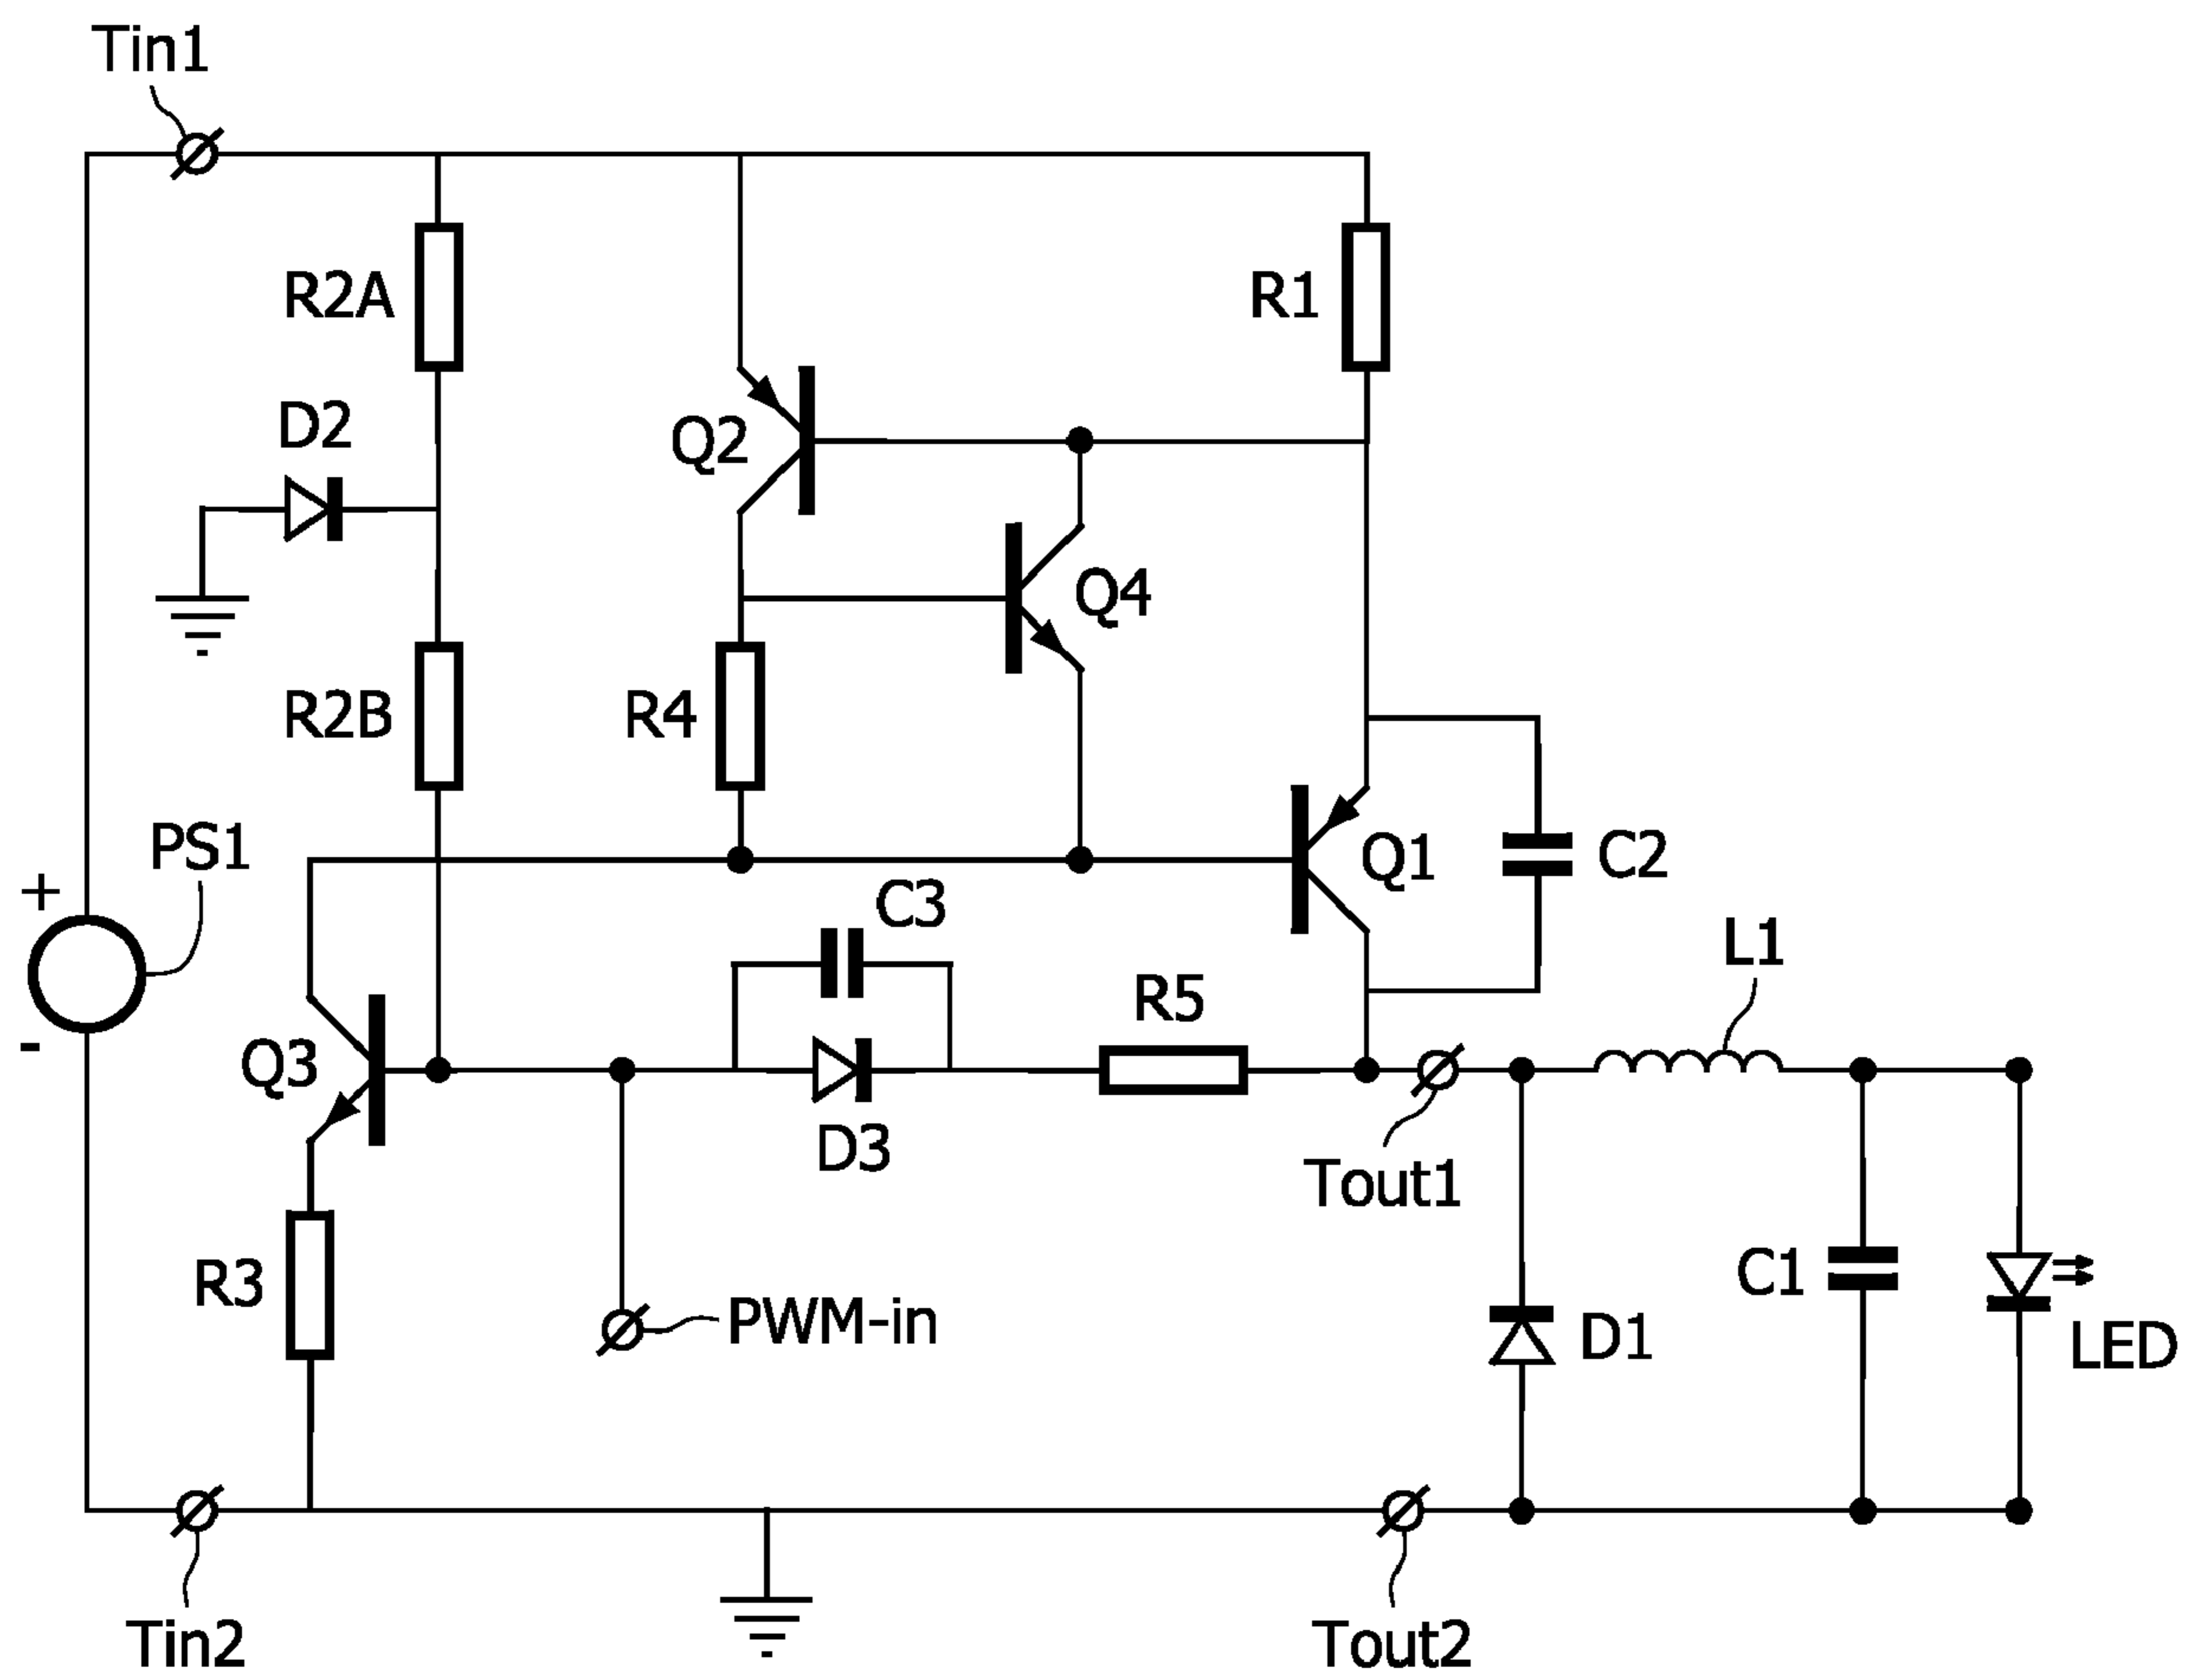 Tin1
R2A
R1
D2
Q2
Q4
R2B
R4
PS1
+
Q1
C2
C3
L1
R5
-
Q3
D3
Tout1
R3
C1
PWM-in
D1
LED
Tin2
Tout2